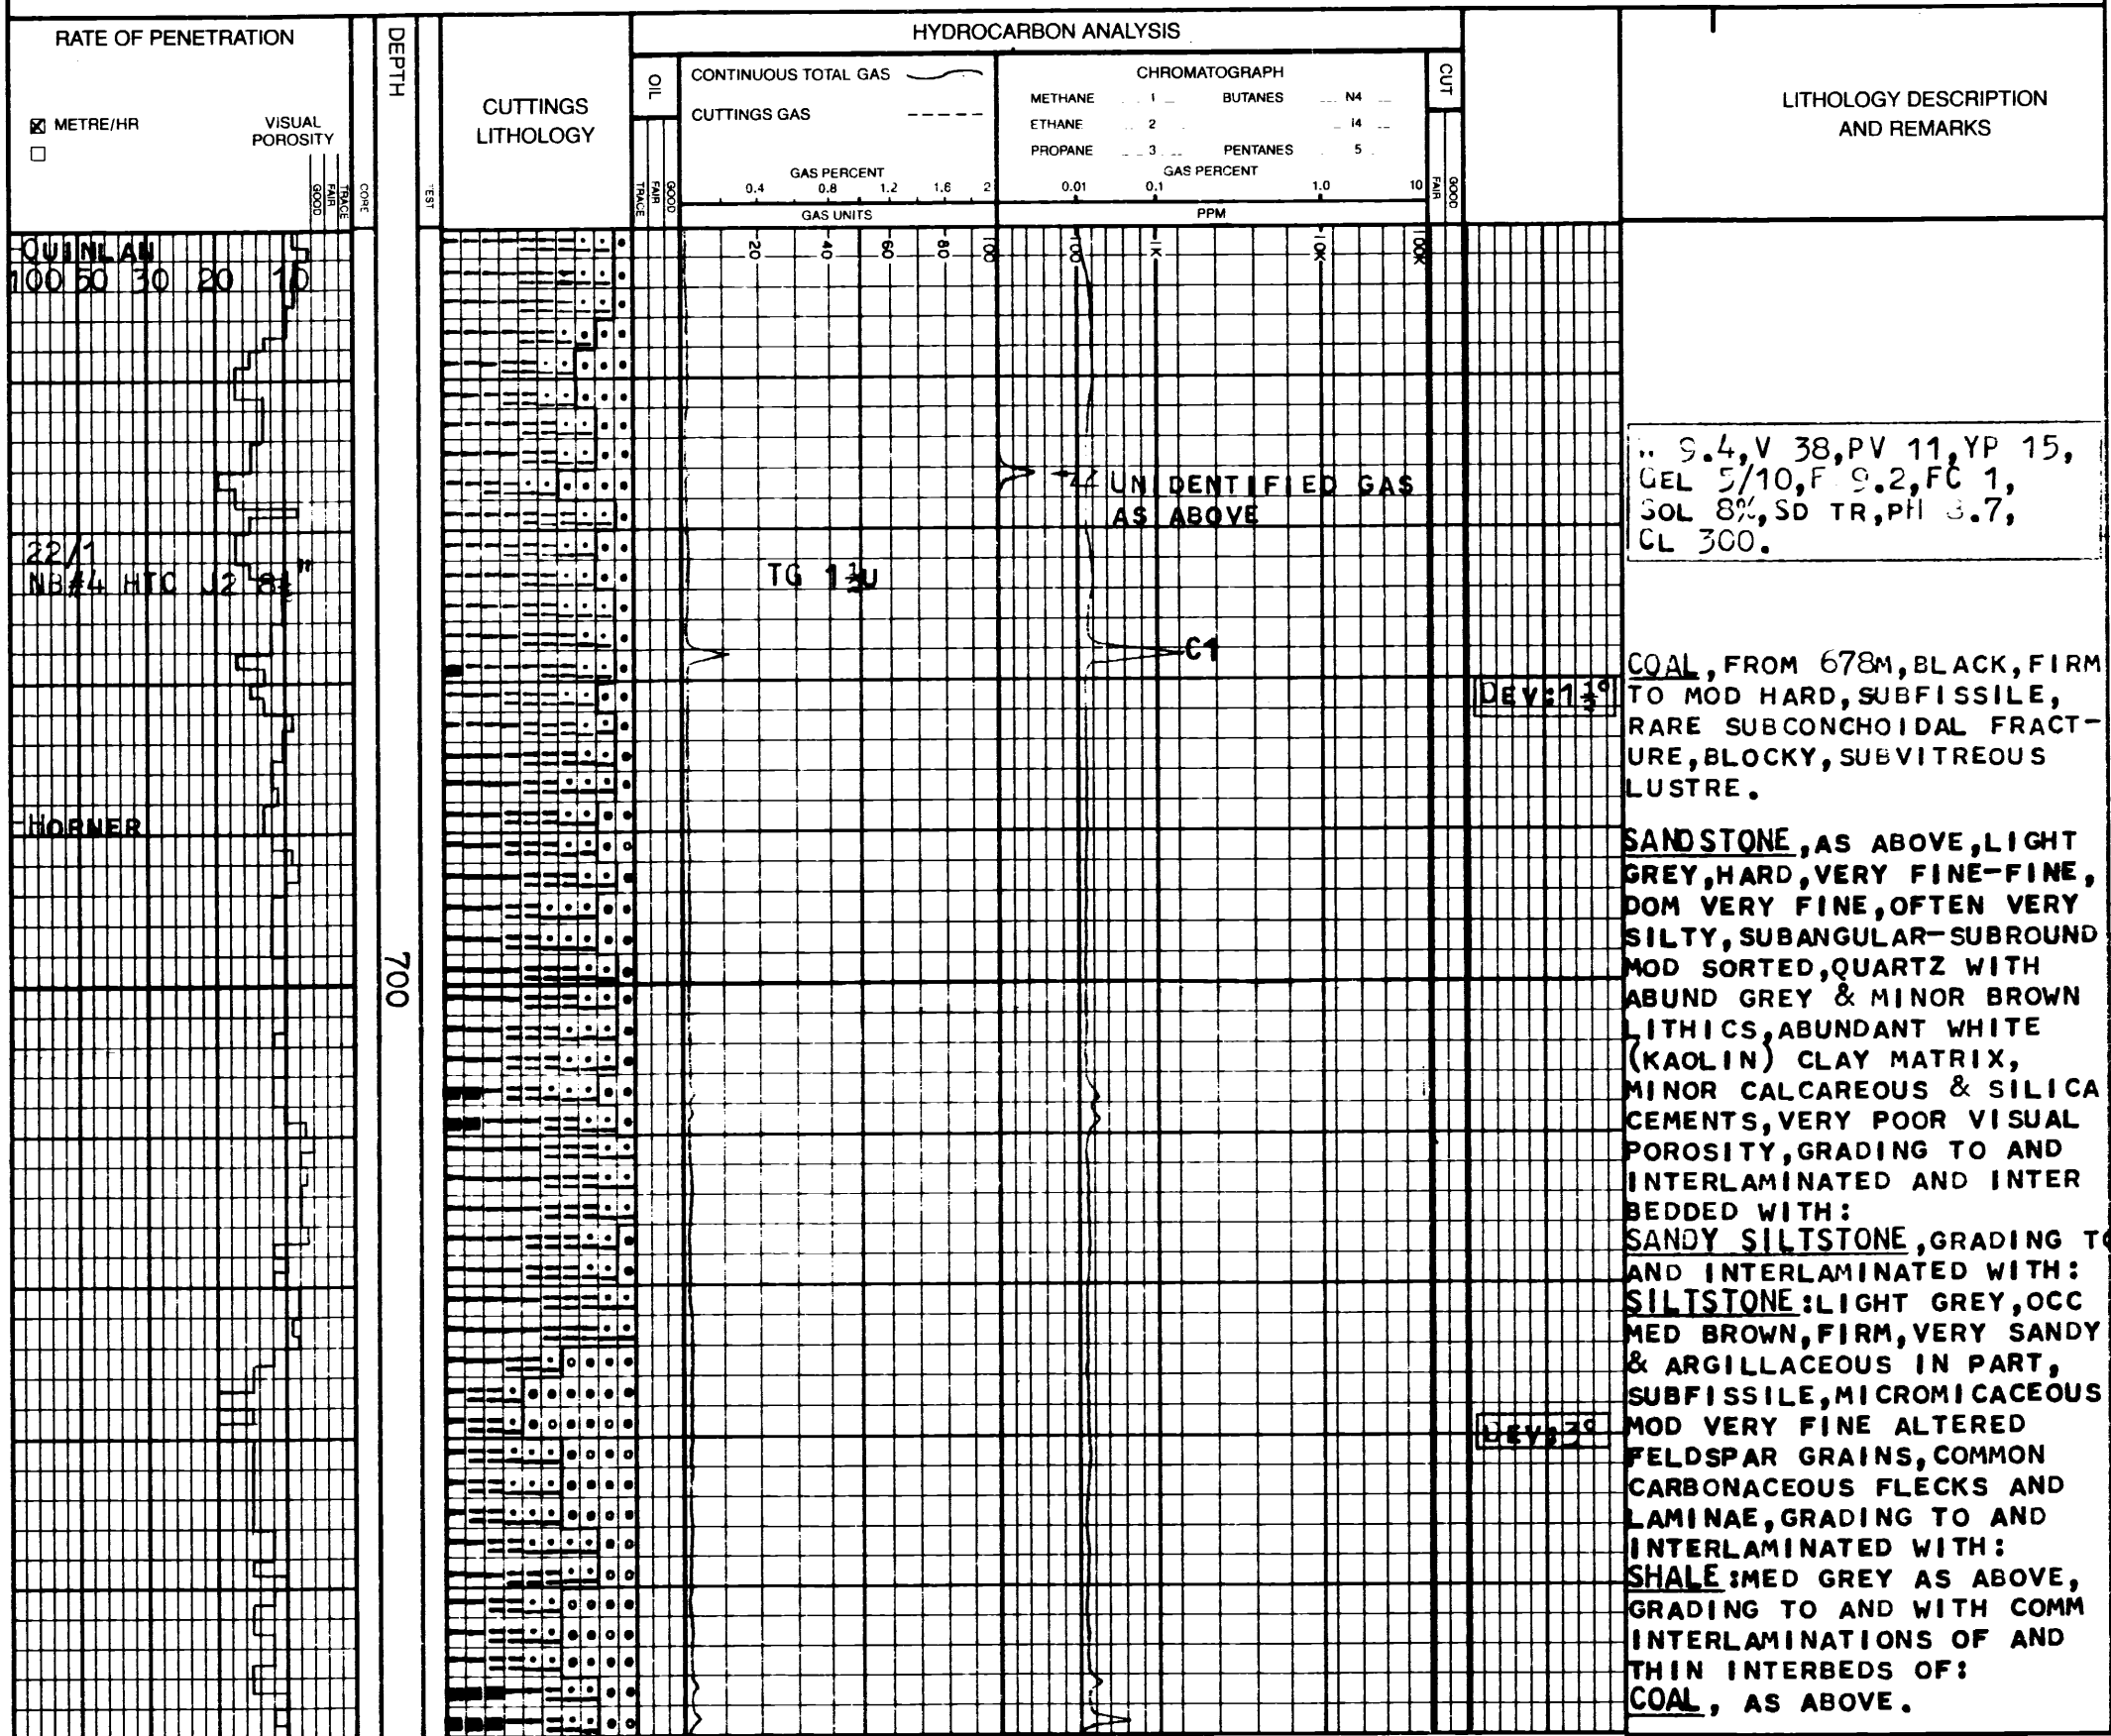 RATE OF PENETRATION
METRE/HR
VISUAL
POROSITY
GOOD
FAIR
TRACE
CORE
DEPTH
TEST
CUTTINGS
LITHOLOGY
HYDROCARBON ANALYSIS
OIL
TRACE
FAIR
GOOD
CONTINUOUS TOTAL GAS
CUTTINGS GAS
GAS PERCENT
0.4 0.8 1.2 1.6 2
GAS UNITS
CHROMATOGRAPH
METHANE 1 BUTANES N4
ETHANE 2 I4
PROPANE 3 PENTANES 5
GAS PERCENT
0.01 0.1 1.0 10
PPM
CUT
FAIR
GOOD
LITHOLOGY DESCRIPTION
AND REMARKS
QUINLAN
100 50 30 20 10
20 40 60 80 100
100 1K 10K 100K
UNIDENTIFIED GAS
AS ABOVE
22/1
NB#4 HTC J2
TG 1½U
C1
DEV:1½°
HORNER
700
DEV:3°
9.4,V 38,PV 11,YP 15,
GEL 5/10,F 9.2,FC 1,
SOL 8%,SD TR,PH
CL 300.
COAL,FROM 678M,BLACK,FIRM
TO MOD HARD,SUBFISSILE,
RARE SUBCONCHOIDAL FRACT-
URE,BLOCKY,SUBVITREOUS
LUSTRE.
SANDSTONE,AS ABOVE,LIGHT
GREY,HARD,VERY FINE-FINE,
DOM VERY FINE,OFTEN VERY
SILTY,SUBANGULAR-SUBROUND
MOD SORTED,QUARTZ WITH
ABUND GREY & MINOR BROWN
LITHICS,ABUNDANT WHITE
(KAOLIN) CLAY MATRIX,
MINOR CALCAREOUS & SILICA
CEMENTS,VERY POOR VISUAL
POROSITY,GRADING TO AND
INTERLAMINATED AND INTER
BEDDED WITH:
SANDY SILTSTONE,GRADING TO
AND INTERLAMINATED WITH:
SILTSTONE:LIGHT GREY,OCC
MED BROWN,FIRM,VERY SANDY
& ARGILLACEOUS IN PART,
SUBFISSILE,MICROMICACEOUS
MOD VERY FINE ALTERED
FELDSPAR GRAINS,COMMON
CARBONACEOUS FLECKS AND
LAMINAE,GRADING TO AND
INTERLAMINATED WITH:
SHALE:MED GREY AS ABOVE,
GRADING TO AND WITH COMM
INTERLAMINATIONS OF AND
THIN INTERBEDS OF:
COAL, AS ABOVE.